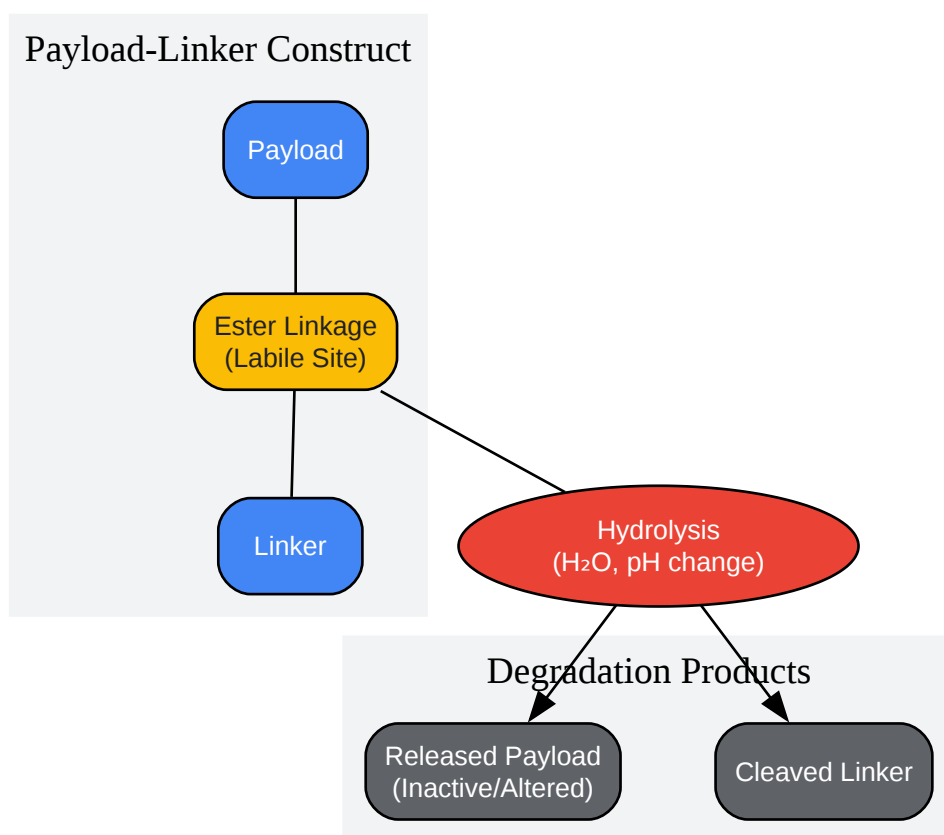 Payload-Linker Construct
Payload
Ester Linkage
(Labile Site)
Linker
Hydrolysis
(H₂O, pH change)
Degradation Products
Released Payload
(Inactive/Altered)
Cleaved Linker